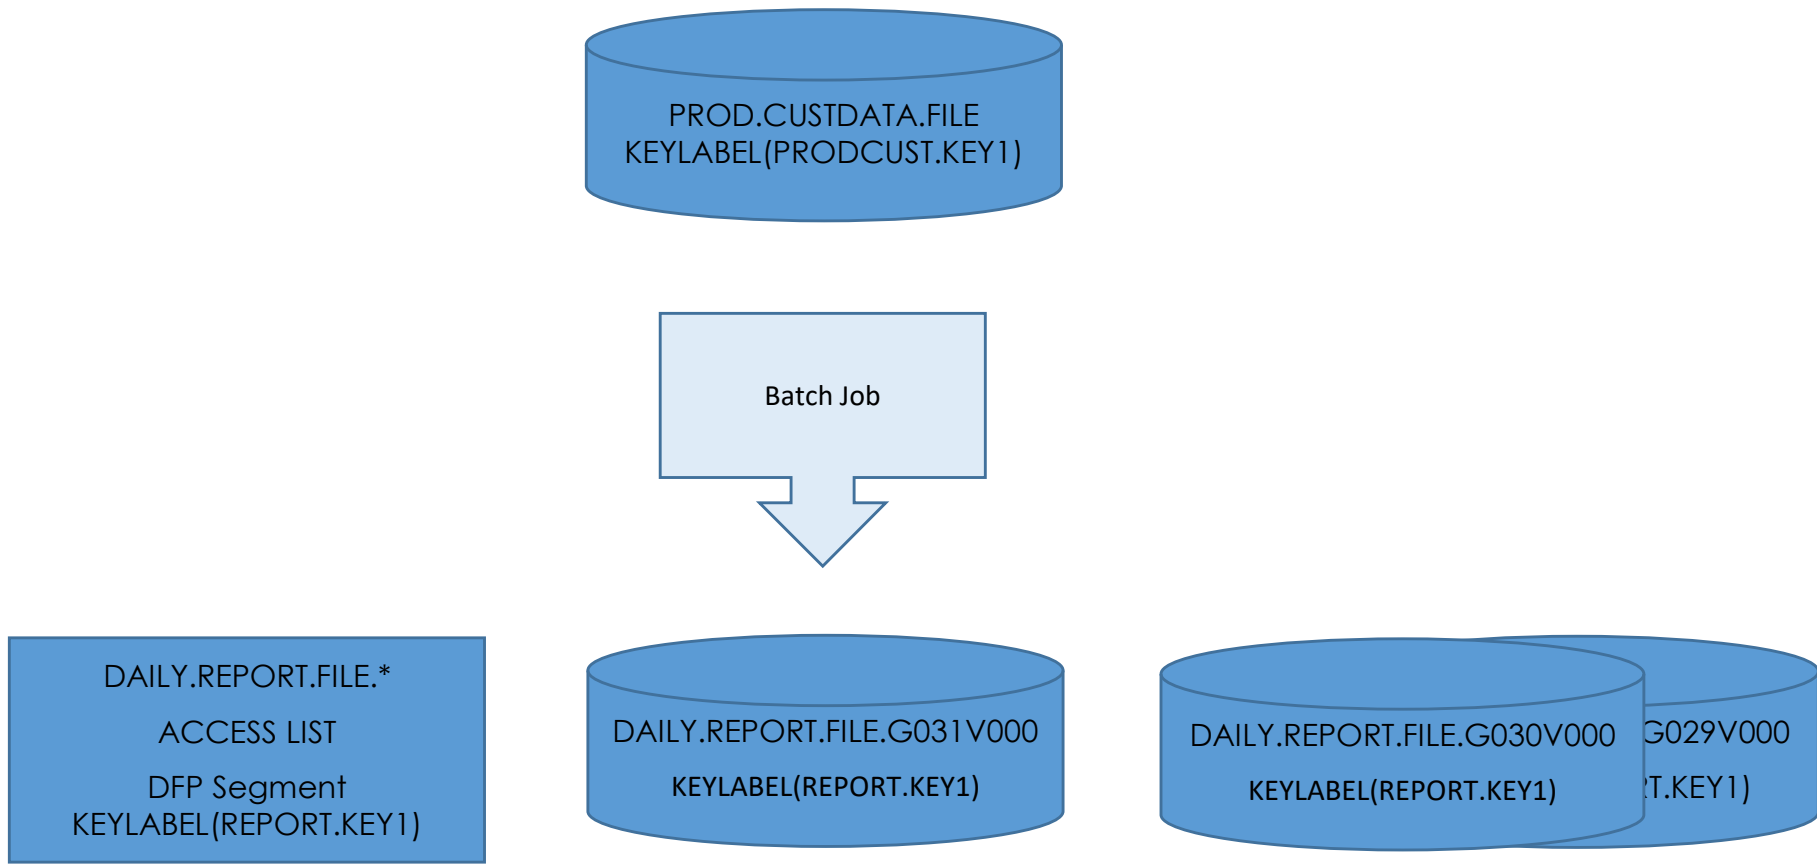 PROD.CUSTDATA.FILE
KEYLABEL(PRODCUST.KEY1)
Batch Job
DAILY.REPORT.FILE.*
ACCESS LIST
DFP Segment
KEYLABEL(REPORT.KEY1)
DAILY.REPORT.FILE.G031V000
KEYLABEL(REPORT.KEY1)
DAILY.REPORT.FILE.G030V000
KEYLABEL(REPORT.KEY1)
G029V000
T.KEY1)